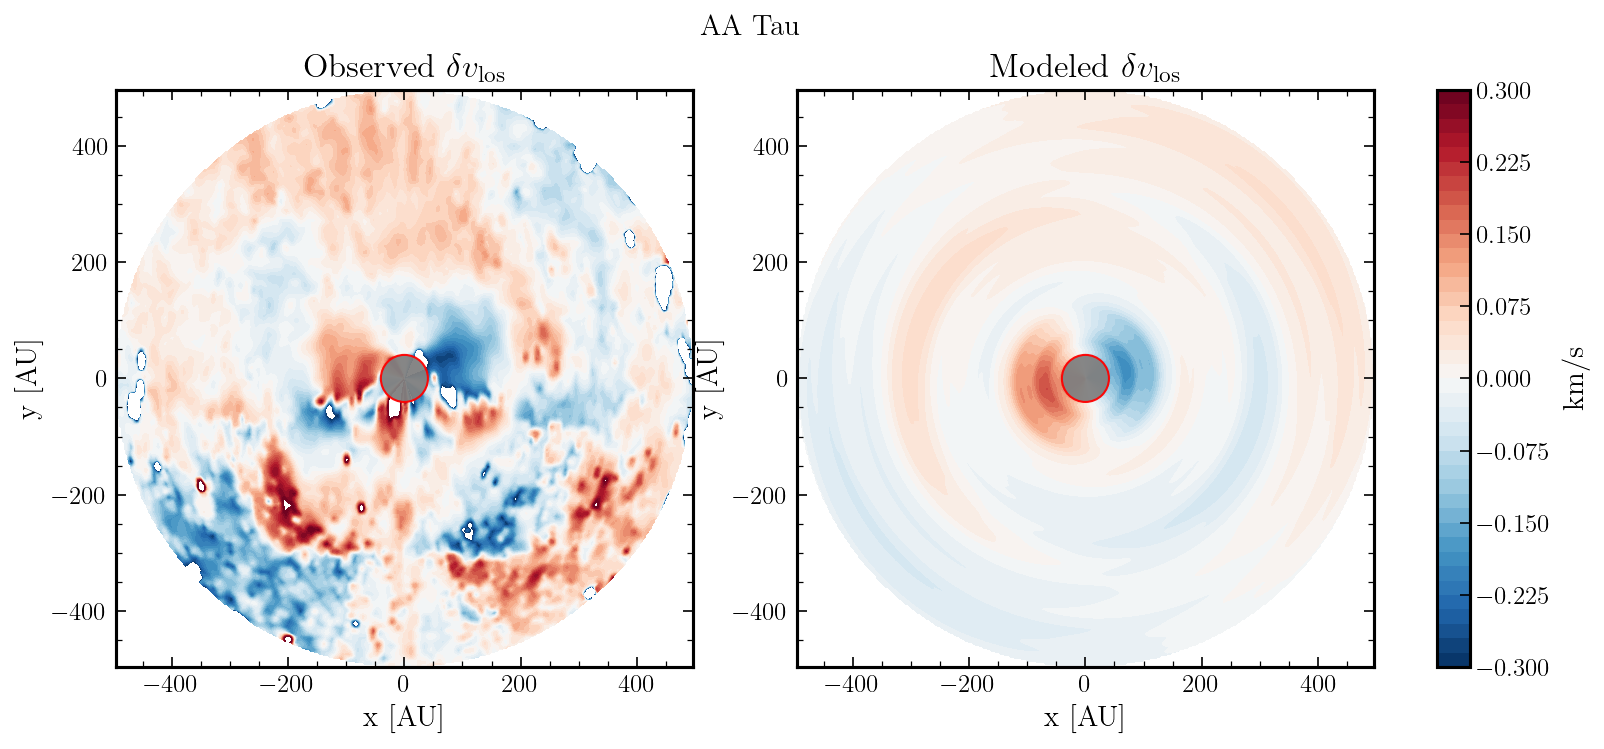 AA Tau
Observed δv_los
Modeled δv_los
y [AU]
400
200
0
−200
−400
−400 −200 0 200 400
x [AU]
y [AU]
400
200
0
−200
−400
−400 −200 0 200 400
x [AU]
0.300
0.225
0.150
0.075
0.000
−0.075
−0.150
−0.225
−0.300
km/s